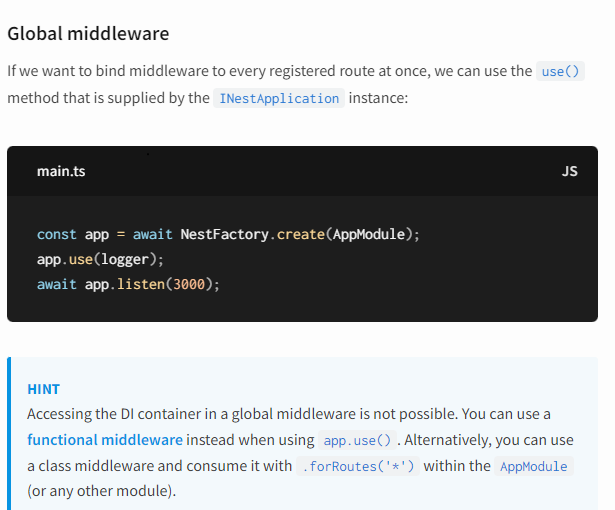 Global middleware
If we want to bind middleware to every registered route at once, we can use the use()
method that is supplied by the INestApplication instance:
main.ts JS
const app = await NestFactory.create(AppModule);
app.use(logger);
await app.listen(3000);
HINT
Accessing the DI container in a global middleware is not possible. You can use a
functional middleware instead when using app.use(). Alternatively, you can use
a class middleware and consume it with .forRoutes('*') within the AppModule
(or any other module).